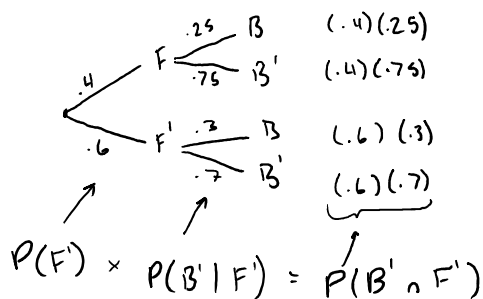 .25 B (.4)(.25)
.4 F .75 B' (.4)(.75)
.6 F' .3 B (.6)(.3)
.7 B' (.6)(.7)
P(F') × P(B' | F') = P(B' ∩ F')